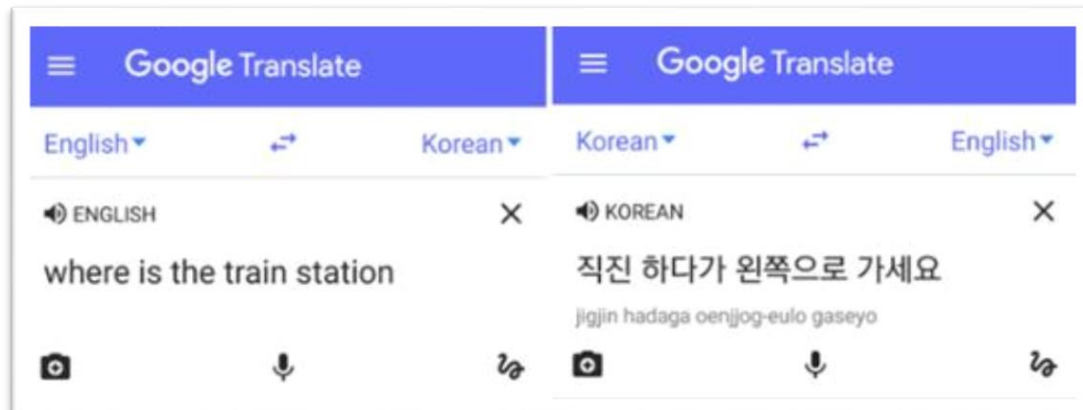 Google Translate
English Korean
ENGLISH
where is the train station
Google Translate
Korean English
KOREAN
직진 하다가 왼쪽으로 가세요
jigjin hadaga oenjjog-eulo gaseyo